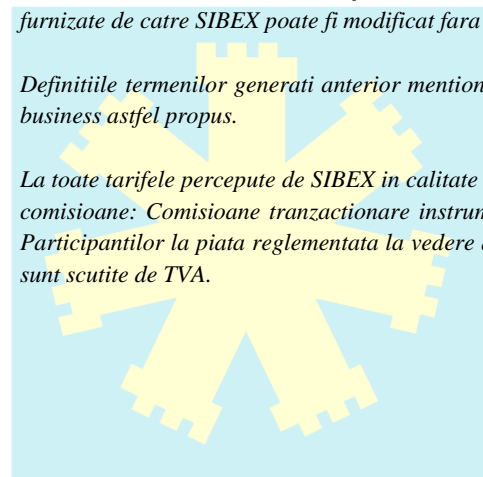 furnizate de catre SIBEX poate fi modificat fara
Definitiile termenilor generati anterior mention
business astfel propus.
La toate tarifele percepute de SIBEX in calitate
comisioane: Comisioane tranzactionare instrum
Participantilor la piata reglementata la vedere
sunt scutite de TVA.